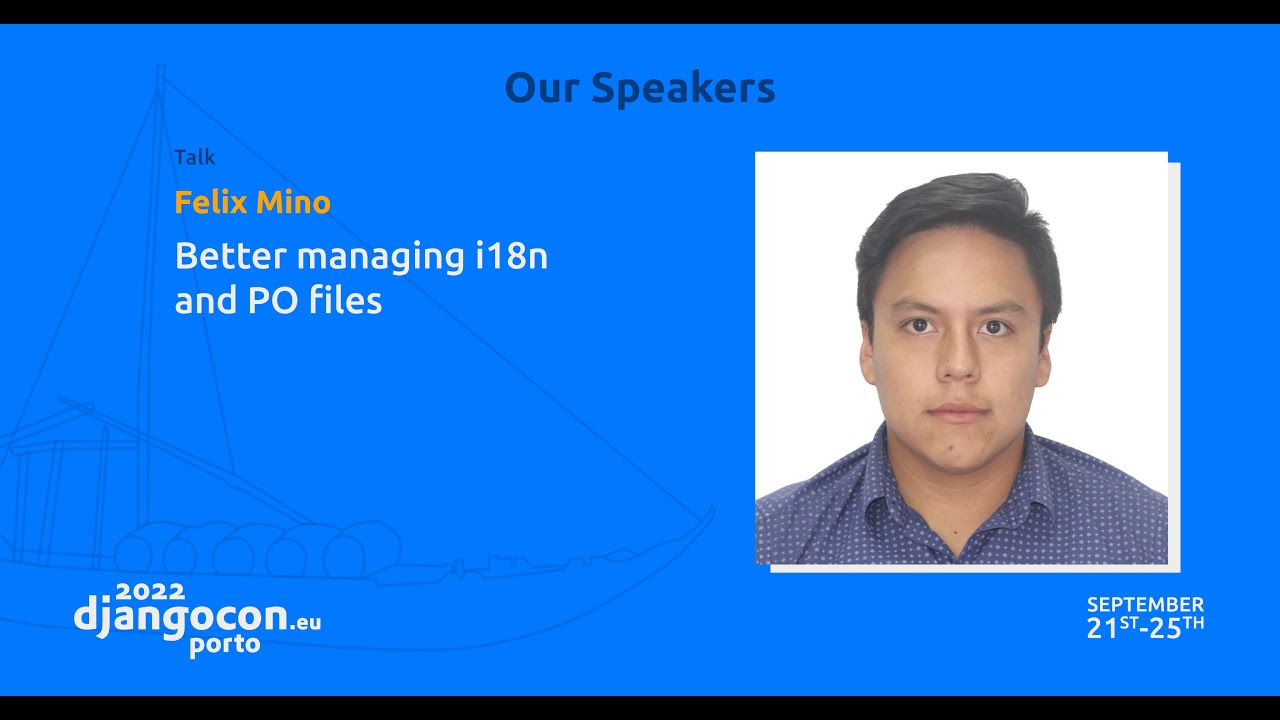 Our Speakers
Talk
Felix Mino
Better managing i18n
and PO files
2022
djangocon.eu
porto
SEPTEMBER
21ST-25TH